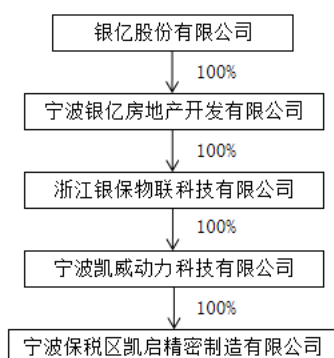 银亿股份有限公司
100%
宁波银亿房地产开发有限公司
100%
浙江银保物联科技有限公司
100%
宁波凯威动力科技有限公司
100%
宁波保税区凯启精密制造有限公司